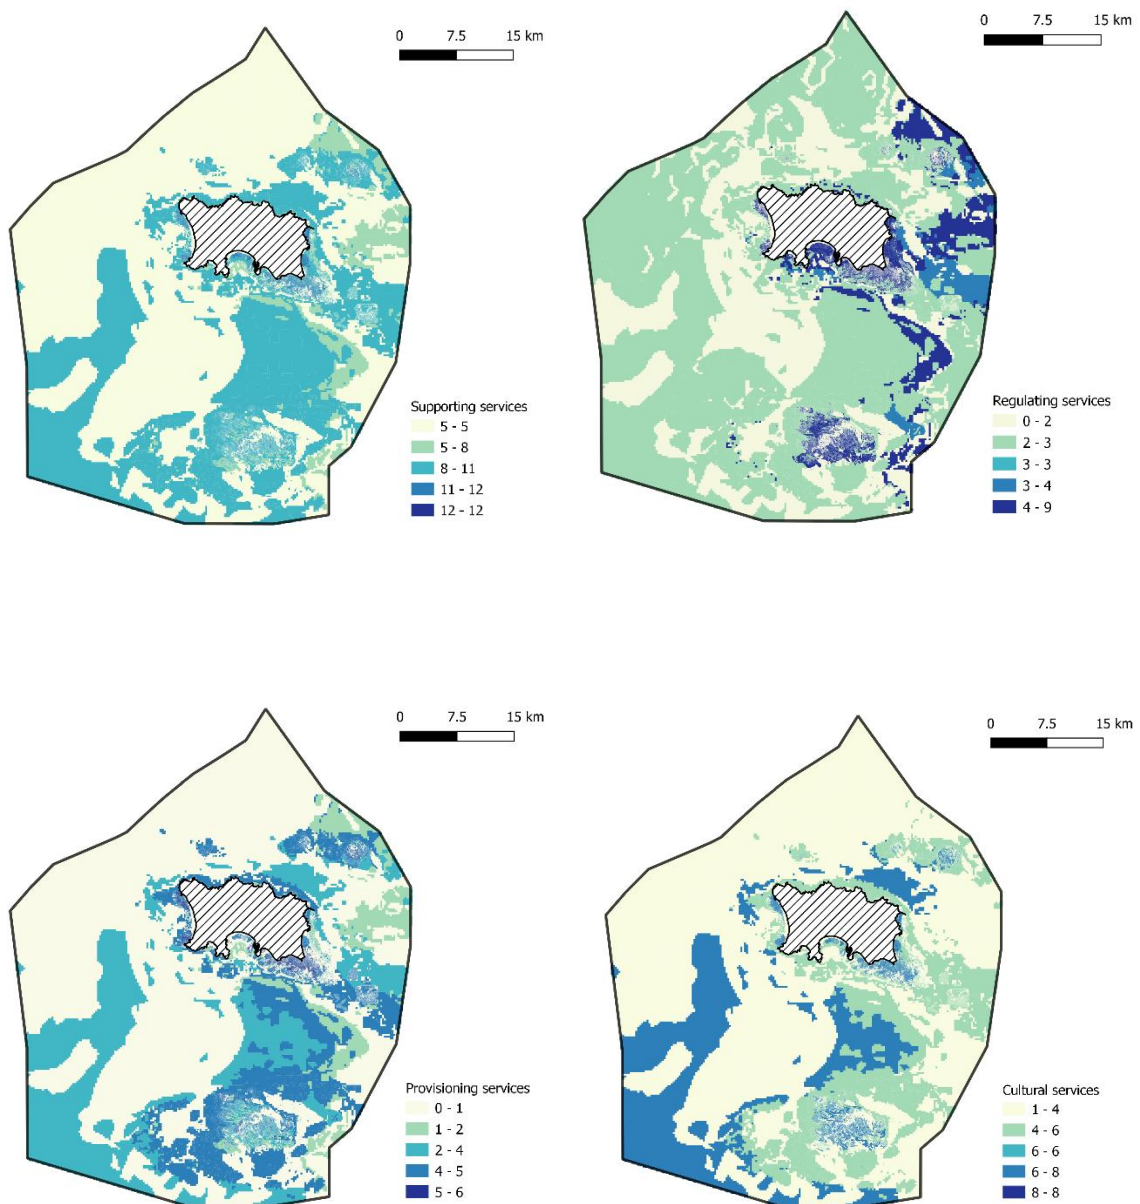 0 7.5 15 km
Supporting services
5 - 5
5 - 8
8 - 11
11 - 12
12 - 12
0 7.5 15 km
Regulating services
0 - 2
2 - 3
3 - 3
3 - 4
4 - 9
0 7.5 15 km
Provisioning services
0 - 1
1 - 2
2 - 4
4 - 5
5 - 6
0 7.5 15 km
Cultural services
1 - 4
4 - 6
6 - 6
6 - 8
8 - 8